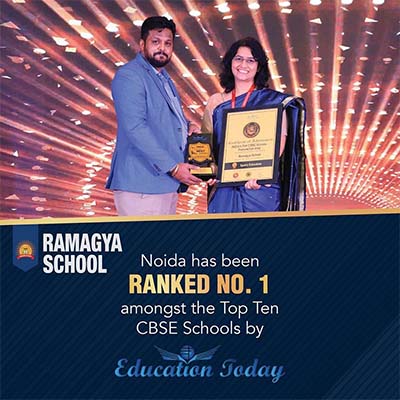 RAMAGYA
SCHOOL
Noida has been
RANKED NO. 1
amongst the Top Ten
CBSE Schools by
Education Today